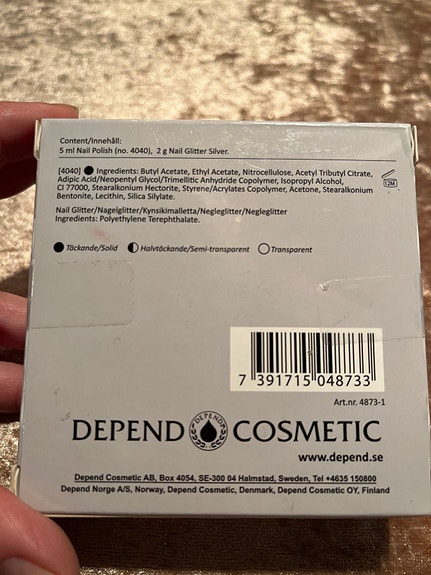 Content/Innehåll:
5 ml Nail Polish (no. 4040), 2 g Nail Glitter Silver.
[4040] Ingredients: Butyl Acetate, Ethyl Acetate, Nitrocellulose, Acetyl Tributyl Citrate,
Adipic Acid/Neopentyl Glycol/Trimellitic Anhydride Copolymer, Isopropyl Alcohol,
CI 77000, Stearalkonium Hectorite, Styrene/Acrylates Copolymer, Acetone, Stearalkonium
Bentonite, Lecithin, Silica Silylate.
12M
Nail Glitter/Nagelglitter/Kynsikimalletta/Negleglitter/Negleglitter
Ingredients: Polyethylene Terephthalate.
Täckande/Solid Halvtäckande/Semi-transparent Transparent
7 391715 048733
Art.nr. 4873-1
DEPEND DEPEND COSMETIC
www.depend.se
Depend Cosmetic AB, Box 4054, SE-300 04 Halmstad, Sweden, Tel +4635 150800
Depend Norge A/S, Norway, Depend Cosmetic, Denmark, Depend Cosmetic OY, Finland